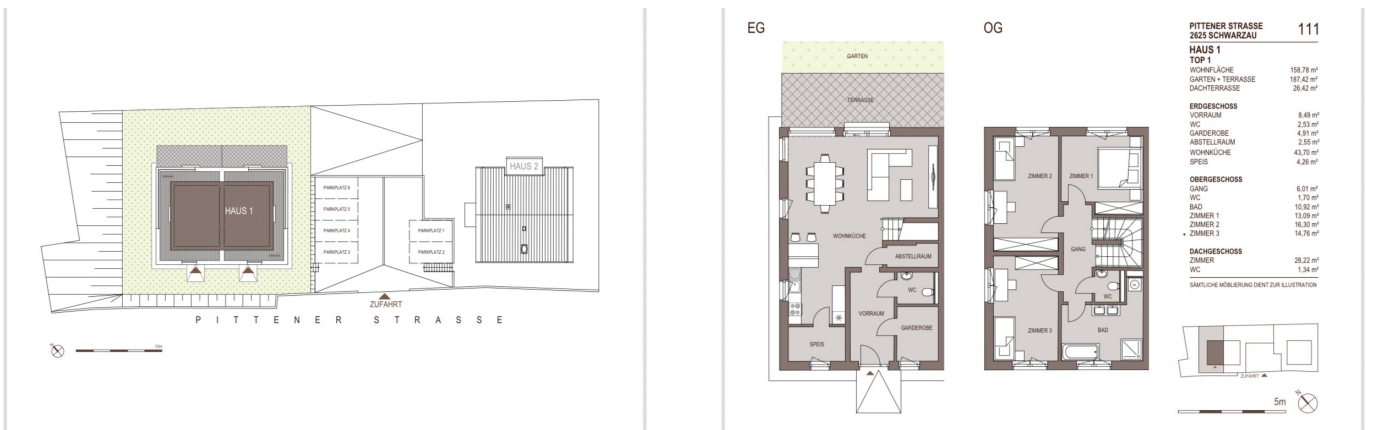 HAUS 2
PARKPLATZ 6
PARKPLATZ 5
HAUS 1
PARKPLATZ 4
PARKPLATZ 1
PARKPLATZ 3
PARKPLATZ 2
ZUFAHRT
PITTENER STRASSE
N
10m
EG
GARTEN
TERRASSE
WOHNKÜCHE
ABSTELLRAUM
WC
VORRAUM
GARDEROBE
SPEIS
OG
ZIMMER 2
ZIMMER 1
GANG
WC
ZIMMER 3
BAD
PITTENER STRASSE 111
2625 SCHWARZAU
HAUS 1
TOP 1
WOHNFLÄCHE 158,78 m²
GARTEN + TERRASSE 187,42 m²
DACHTERRASSE 26,42 m²
ERDGESCHOSS
VORRAUM 8,49 m²
WC 2,53 m²
GARDEROBE 4,91 m²
ABSTELLRAUM 2,55 m²
WOHNKÜCHE 43,70 m²
SPEIS 4,26 m²
OBERGESCHOSS
GANG 6,01 m²
WC 1,70 m²
BAD 10,92 m²
ZIMMER 1 13,09 m²
ZIMMER 2 16,30 m²
ZIMMER 3 14,76 m²
DACHGESCHOSS
ZIMMER 28,22 m²
WC 1,34 m²
SÄMTLICHE MÖBLIERUNG DIENT ZUR ILLUSTRATION
ZUFAHRT
5m
N